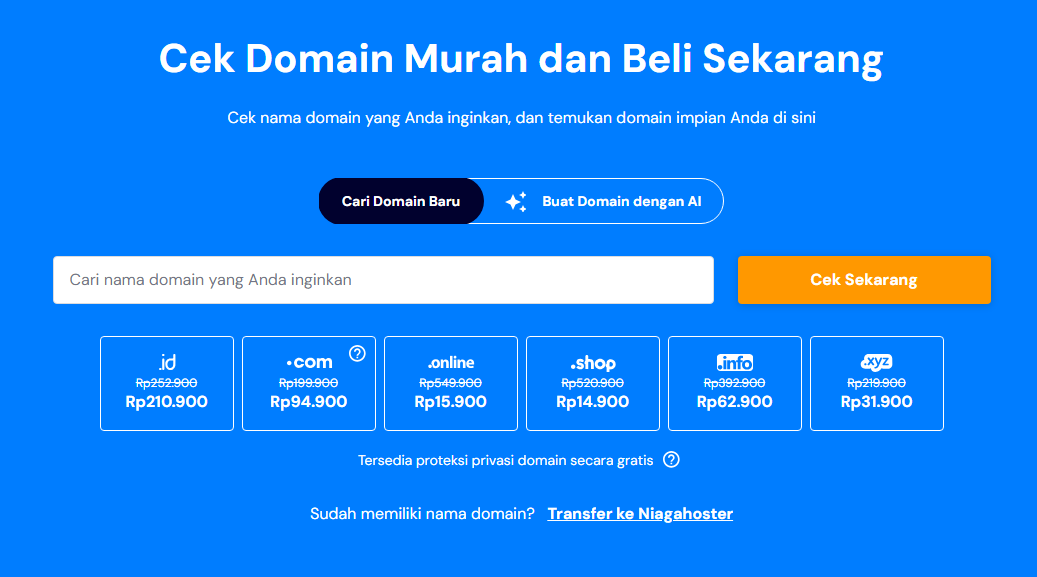 Cek Domain Murah dan Beli Sekarang
Cek nama domain yang Anda inginkan, dan temukan domain impian Anda di sini
Cari Domain Baru
Buat Domain dengan AI
Cari nama domain yang Anda inginkan
Cek Sekarang
.id
Rp252.900
Rp210.900
.com
Rp199.900
Rp94.900
.online
Rp549.900
Rp15.900
.shop
Rp520.900
Rp14.900
.info
Rp392.900
Rp62.900
.xyz
Rp219.900
Rp31.900
Tersedia proteksi privasi domain secara gratis
Sudah memiliki nama domain? Transfer ke Niagahoster